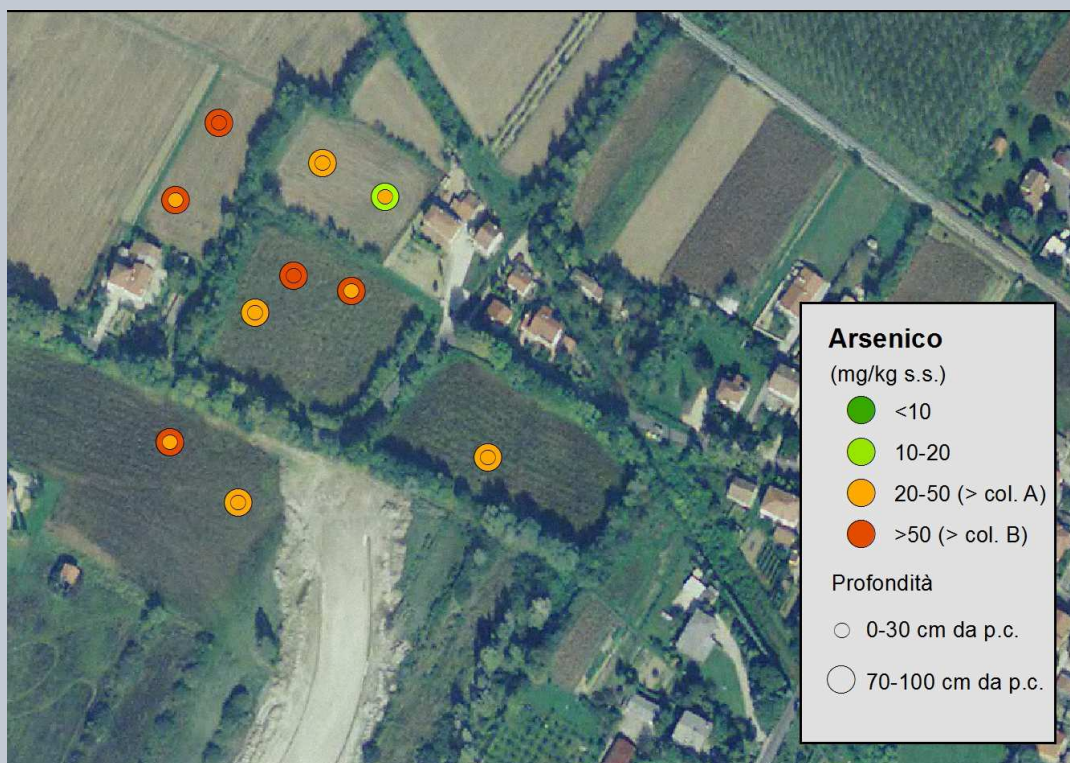 Arsenico
(mg/kg s.s.)
<10
10-20
20-50 (> col. A)
>50 (> col. B)
Profondità
0-30 cm da p.c.
70-100 cm da p.c.